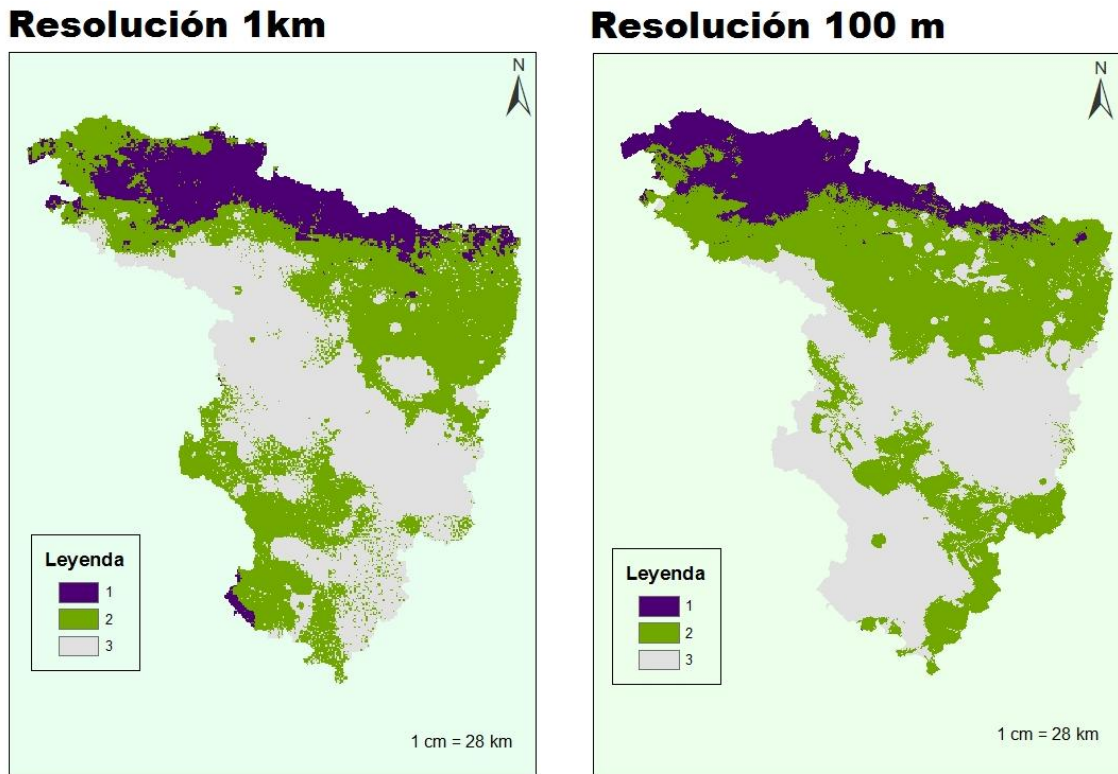 Resolución 1km
N
Leyenda
1
2
3
1 cm = 28 km
Resolución 100 m
N
Leyenda
1
2
3
1 cm = 28 km